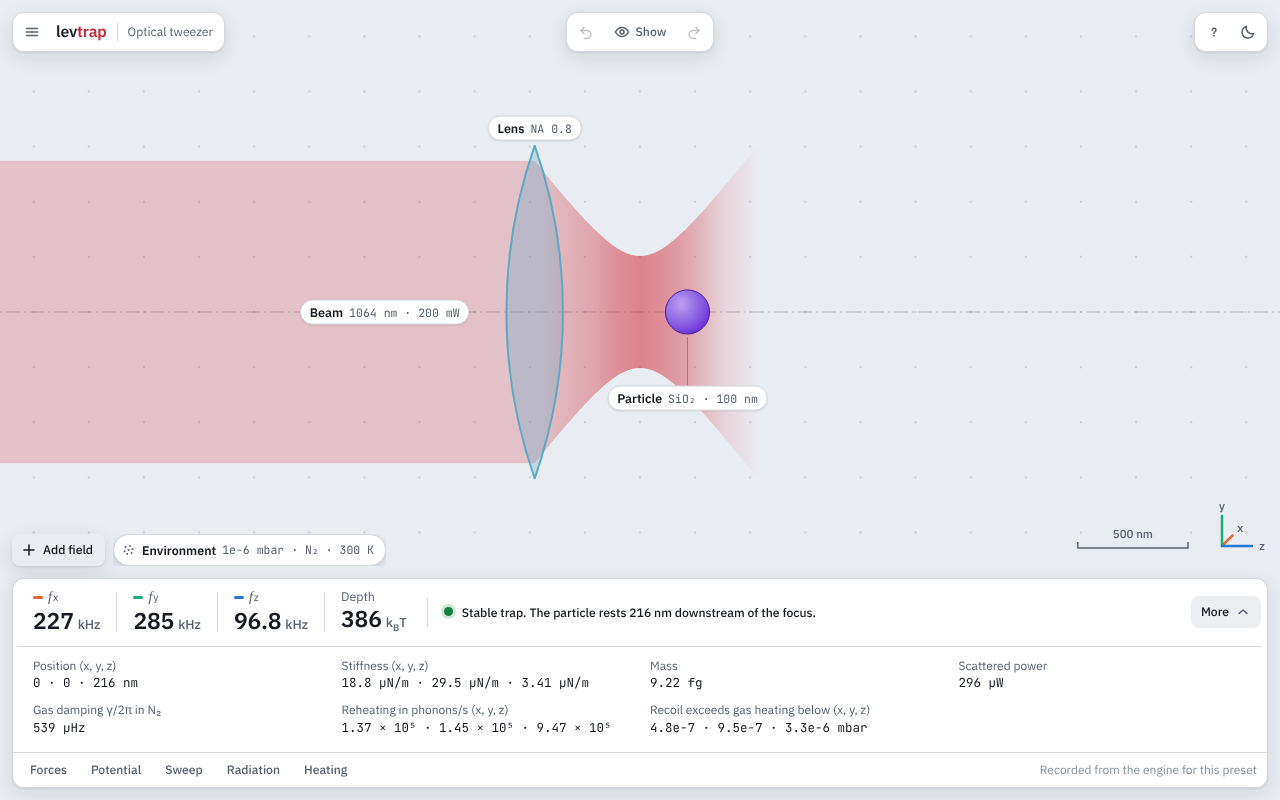 levtrap Optical tweezer
Show
?
Lens NA 0.8
Beam 1064 nm · 200 mW
Particle SiO₂ · 100 nm
500 nm
y
x
z
Add field
Environment 1e-6 mbar · N₂ · 300 K
fx
227 kHz
fy
285 kHz
fz
96.8 kHz
Depth
386 kBT
Stable trap. The particle rests 216 nm downstream of the focus.
More
Position (x, y, z)
0 · 0 · 216 nm
Stiffness (x, y, z)
18.8 µN/m · 29.5 µN/m · 3.41 µN/m
Mass
9.22 fg
Scattered power
296 µW
Gas damping γ/2π in N₂
539 µHz
Reheating in phonons/s (x, y, z)
1.37 × 10⁵ · 1.45 × 10⁵ · 9.47 × 10⁵
Recoil exceeds gas heating below (x, y, z)
4.8e-7 · 9.5e-7 · 3.3e-6 mbar
Forces Potential Sweep Radiation Heating
Recorded from the engine for this preset